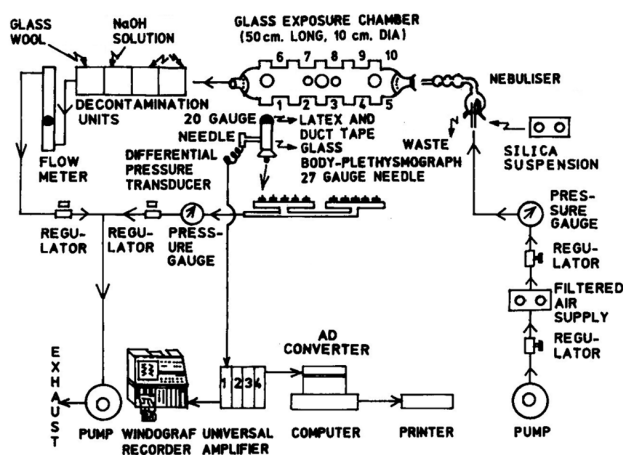 GLASS WOOL
NaOH SOLUTION
GLASS EXPOSURE CHAMBER
(50 cm. LONG, 10 cm. DIA)
6 7 8 9 10
1 2 3 4 5
NEBULISER
DECONTAMINATION
UNITS
20 GAUGE
NEEDLE
LATEX AND
DUCT TAPE
GLASS
BODY-PLETHYSMOGRAPH
27 GAUGE NEEDLE
WASTE
SILICA
SUSPENSION
FLOW
METER
DIFFERENTIAL
PRESSURE
TRANSDUCER
PRES-
SURE
GAUGE
REGU-
LATOR
REGU-
LATOR
PRESS-
URE
GAUGE
REGU-
LATOR
FILTERED
AIR
SUPPLY
REGU-
LATOR
AD
CONVERTER
1 2 3 4
EXHAUST
PUMP
WINDOGRAF
RECORDER
UNIVERSAL
AMPLIFIER
COMPUTER
PRINTER
PUMP